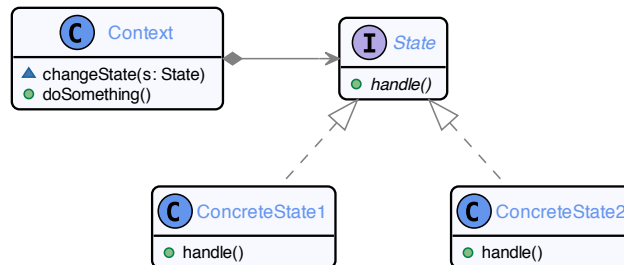 C Context
changeState(s: State)
doSomething()
I State
handle()
C ConcreteState1
handle()
C ConcreteState2
handle()